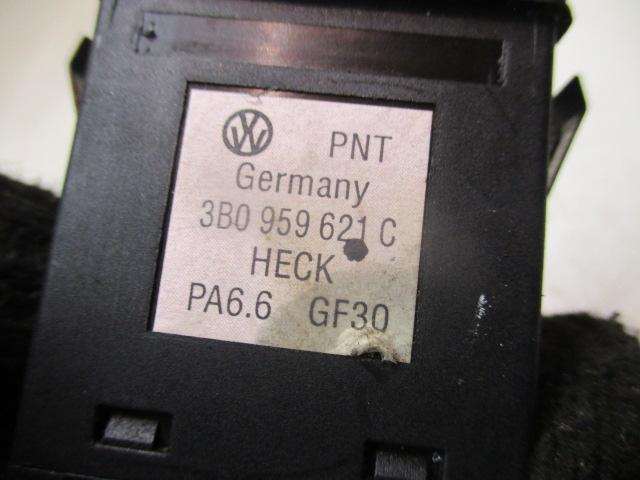 PNT
Germany
3B0 959 621 C
HECK
PA6.6 GF30